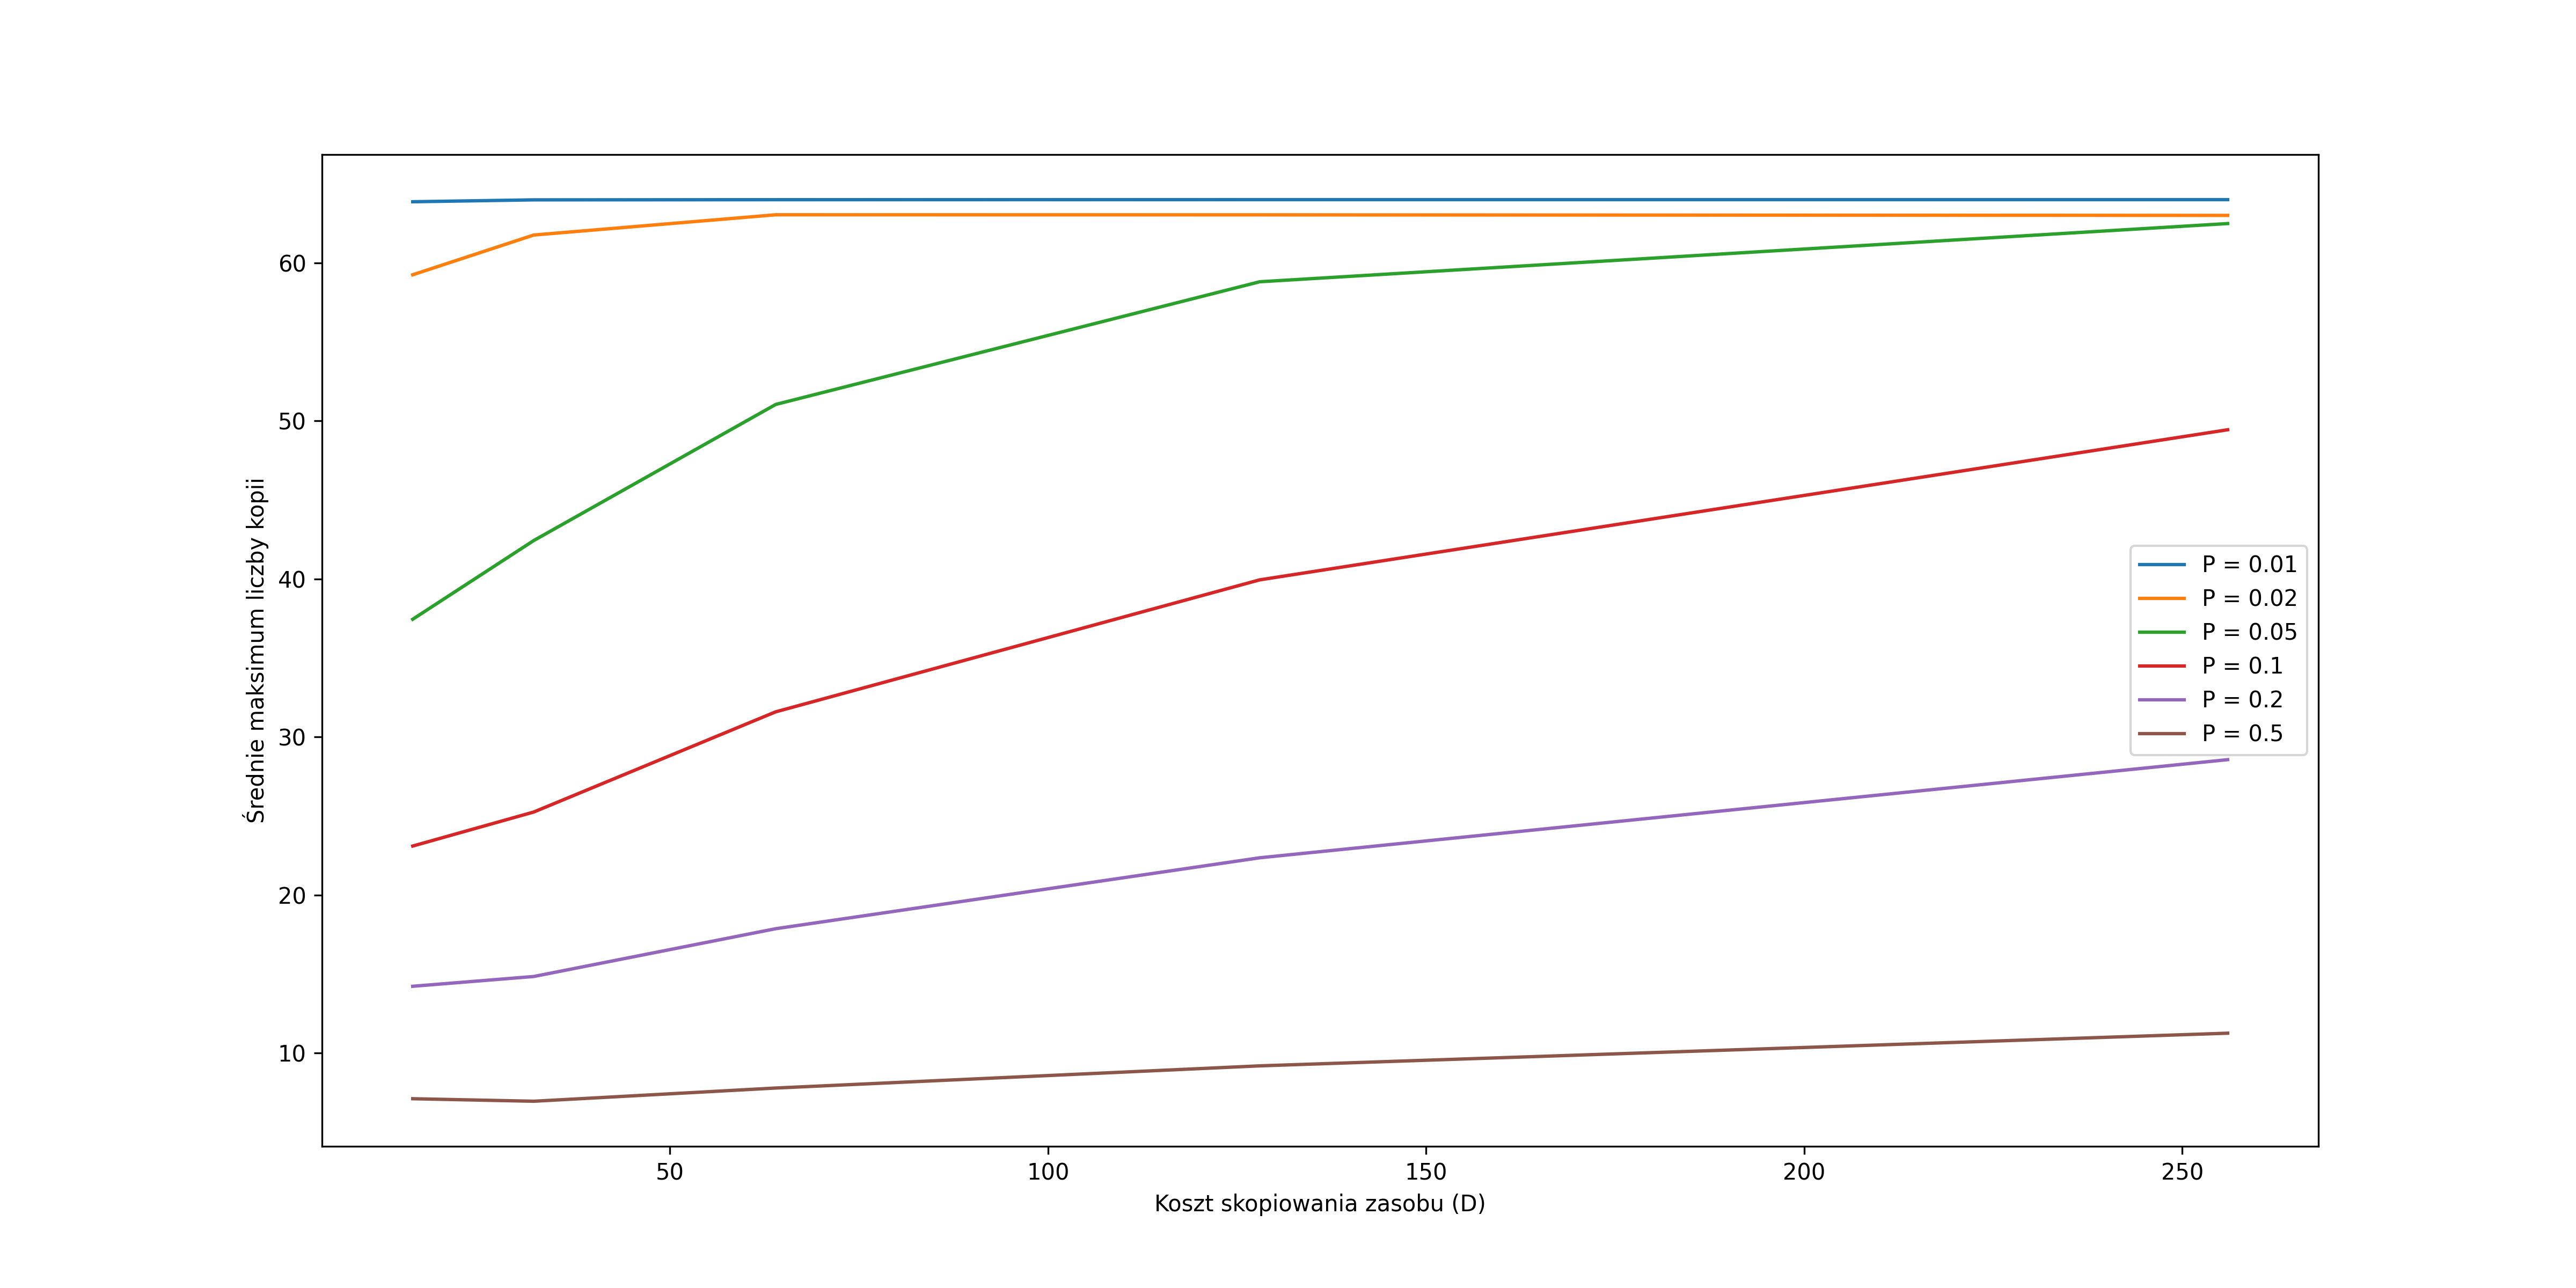 60
50
40
30
20
10
Średnie maksimum liczby kopii
P = 0.01
P = 0.02
P = 0.05
P = 0.1
P = 0.2
P = 0.5
50 100 150 200 250
Koszt skopiowania zasobu (D)